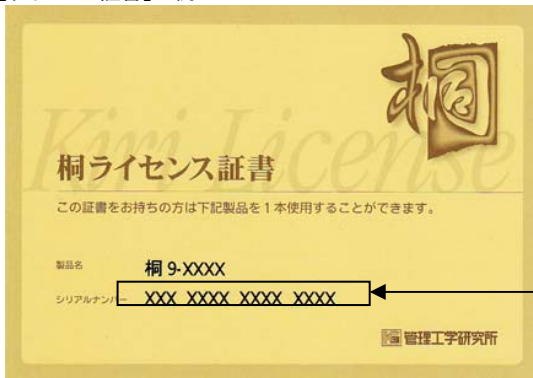 桐
Kiri License
桐ライセンス証書
この証書をお持ちの方は下記製品を1本使用することができます。
製品名 桐 9-XXXX
シリアルナンバー XXX XXXX XXXX XXXX
管理工学研究所